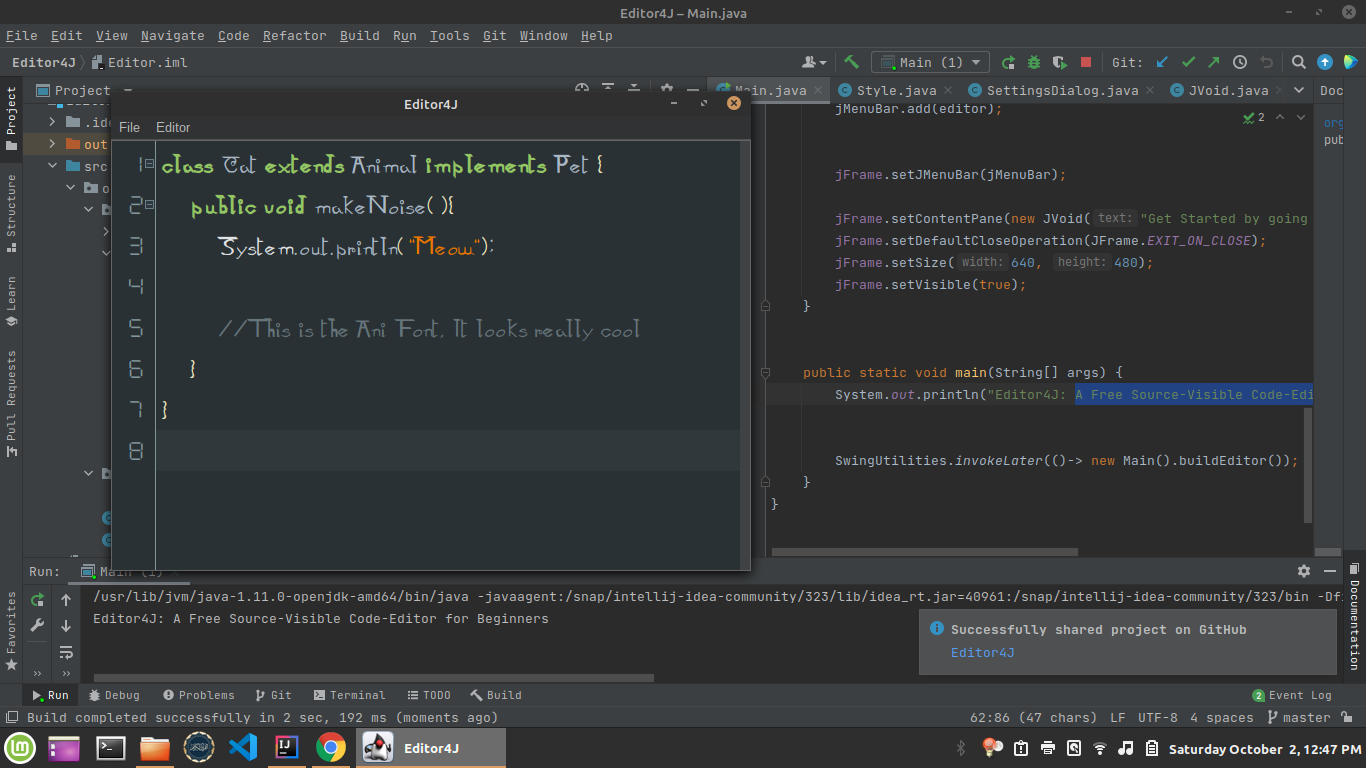 Editor4J – Main.java
File Edit View Navigate Code Refactor Build Run Tools Git Window Help
Editor4J Editor.iml Main (1) Git:
Project Main.java Style.java SettingsDialog.java JVoid.java Doc
Project
.ide
out
src
o
Structure
Learn
Pull Requests
Favorites
Editor4J
File Editor
1 class Cat extends Animal implements Pet {
2 public void makeNoise( ){
3 System.out.println("Meow");
4
5 //This is the Ani Font. It looks really cool
6 }
7 }
8
jMenuBar.add(editor);
2
jFrame.setJMenuBar(jMenuBar);
jFrame.setContentPane(new JVoid( text: "Get Started by going
jFrame.setDefaultCloseOperation(JFrame.EXIT_ON_CLOSE);
jFrame.setSize( width: 640, height: 480);
jFrame.setVisible(true);
}
public static void main(String[] args) {
System.out.println("Editor4J: A Free Source-Visible Code-Edi
SwingUtilities.invokeLater(()-> new Main().buildEditor());
}
}
org
pub
Documentation
Run: Main (1)
/usr/lib/jvm/java-1.11.0-openjdk-amd64/bin/java -javaagent:/snap/intellij-idea-community/323/lib/idea_rt.jar=40961:/snap/intellij-idea-community/323/bin -Dfi
Editor4J: A Free Source-Visible Code-Editor for Beginners
Successfully shared project on GitHub
Editor4J
Run Debug Problems Git Terminal TODO Build 2 Event Log
Build completed successfully in 2 sec, 192 ms (moments ago) 62:86 (47 chars) LF UTF-8 4 spaces master
Editor4J Saturday October 2, 12:47 PM